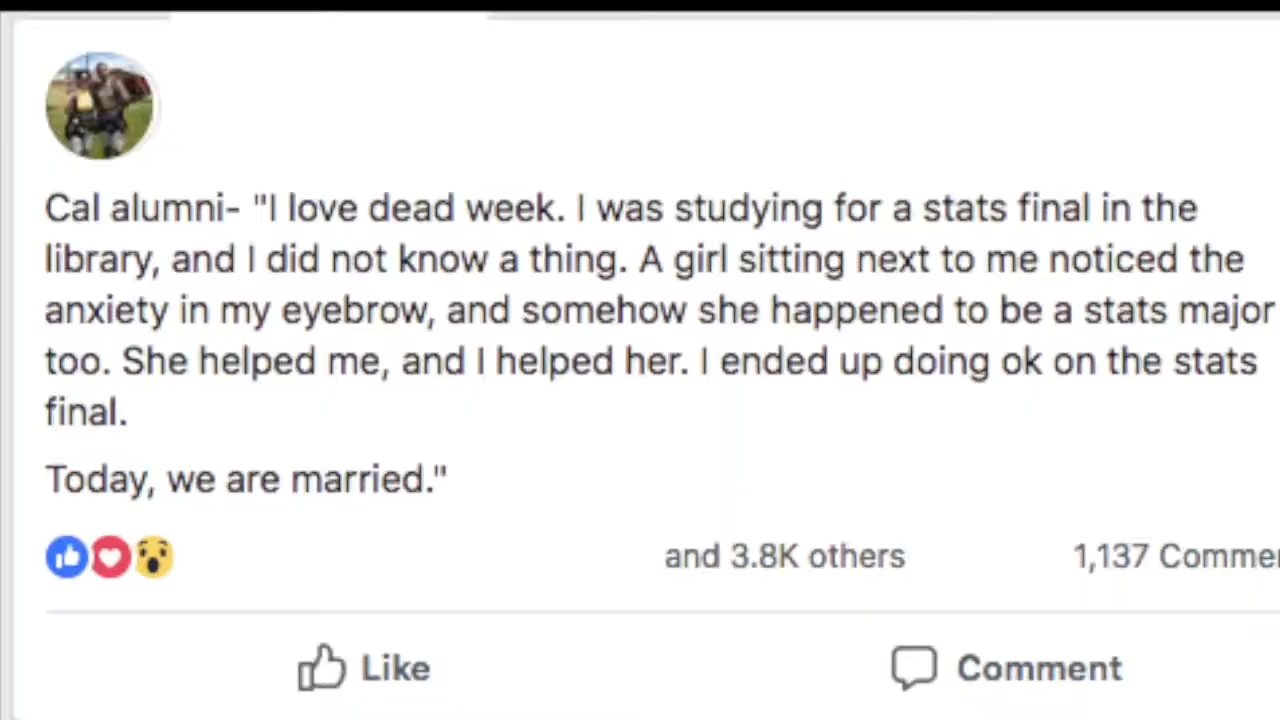 Cal alumni- "I love dead week. I was studying for a stats final in the
library, and I did not know a thing. A girl sitting next to me noticed the
anxiety in my eyebrow, and somehow she happened to be a stats major
too. She helped me, and I helped her. I ended up doing ok on the stats
final.
Today, we are married."
and 3.8K others 1,137 Commen
Like Comment